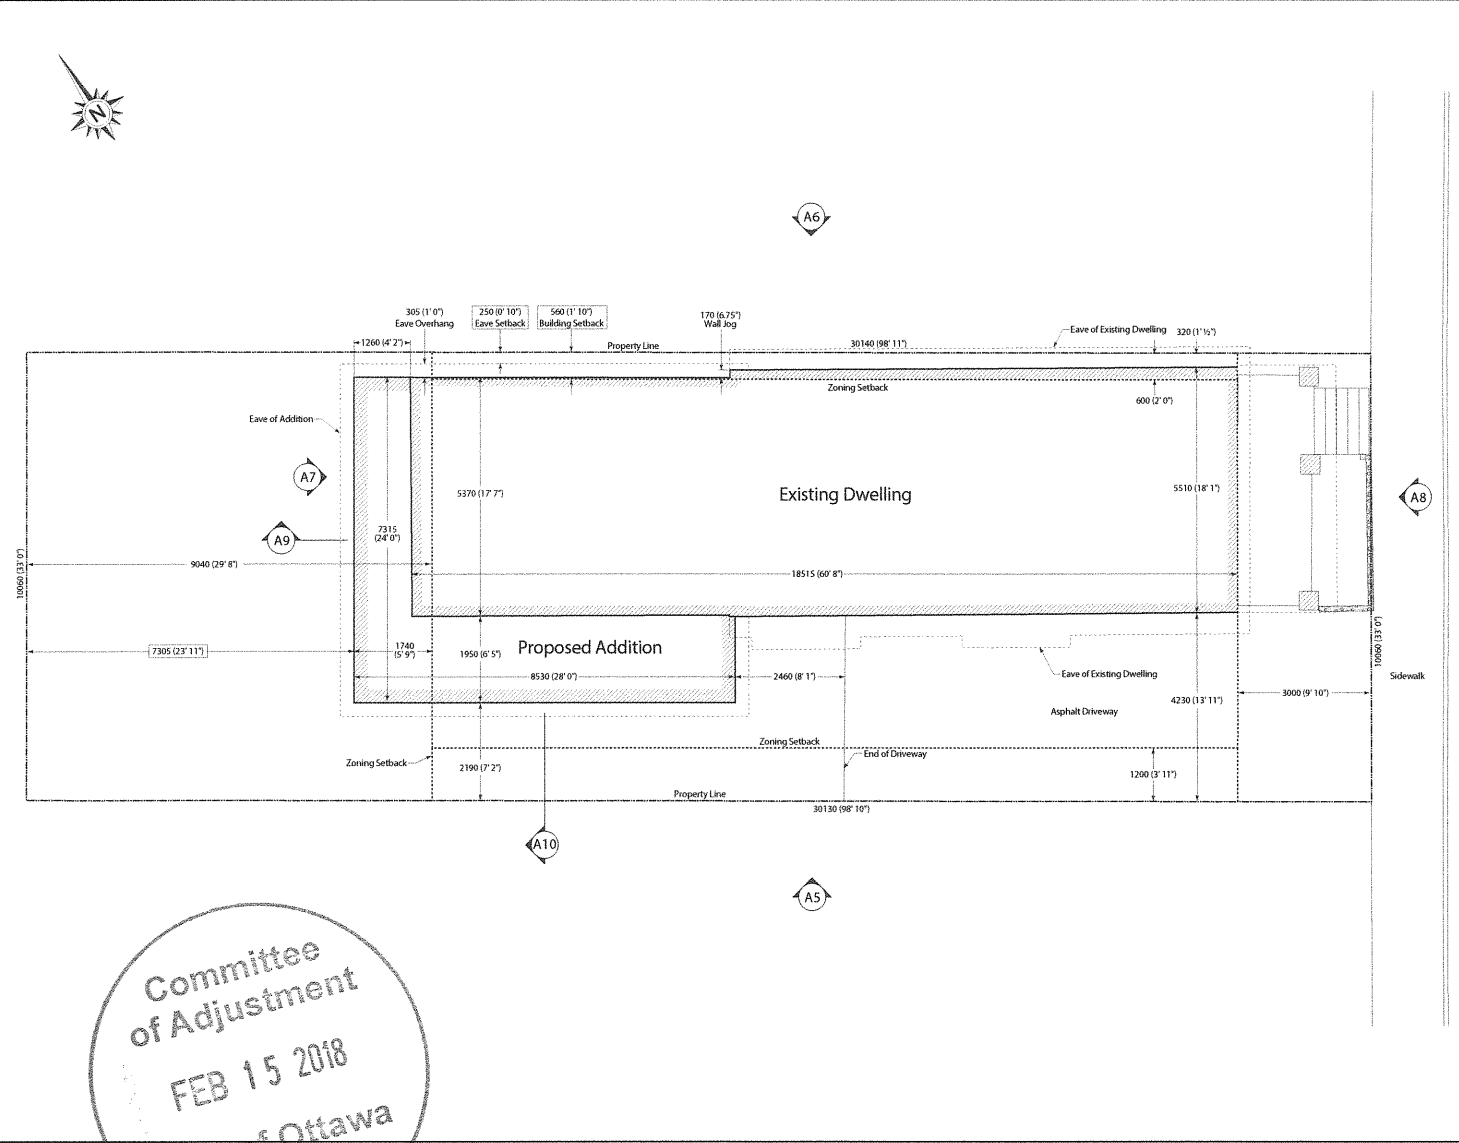 N
A6
305 (1' 0")
Eave Overhang
250 (0' 10")
Eave Setback
560 (1' 10")
Building Setback
170 (6.75")
Wall Jog
Eave of Existing Dwelling
320 (1' ½")
1260 (4' 2")
Property Line
30140 (98' 11")
Zoning Setback
600 (2' 0")
Eave of Addition
A7
5370 (17' 7")
Existing Dwelling
5510 (18' 1")
A8
7315
(24' 0")
A9
9040 (29' 8")
18515 (60' 8")
10060 (33' 0")
7305 (23' 11")
1740
(5' 9")
1950 (6' 5")
Proposed Addition
8530 (28' 0")
2460 (8' 1")
Eave of Existing Dwelling
10060 (33' 0")
Sidewalk
3000 (9' 10")
4230 (13' 11")
Asphalt Driveway
Zoning Setback
Zoning Setback
End of Driveway
2190 (7' 2")
1200 (3' 11")
Property Line
30130 (98' 10")
A10
A5
Committee
of Adjustment
FEB 15 2018
of Ottawa